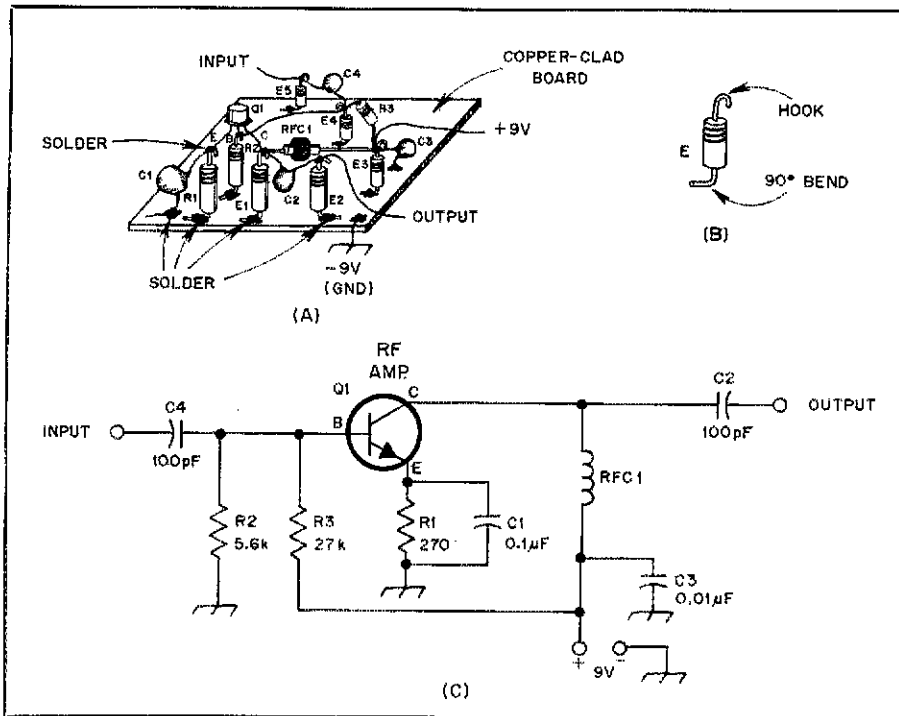 INPUT
C4
COPPER-CLAD
BOARD
E5
Q1
R3
E4
+9V
SOLDER
E
B
C
RFC1
R2
C3
E3
C1
R1
E1
C2
E2
OUTPUT
SOLDER
-9V
(GND)
(A)
HOOK
E
90° BEND
(B)
RF
AMP.
Q1
C
C2
C4
B
OUTPUT
INPUT
100pF
100pF
E
RFC1
R2
5.6k
R3
27k
R1
270
C1
0.1µF
C3
0.01µF
+ 9V -
(C)